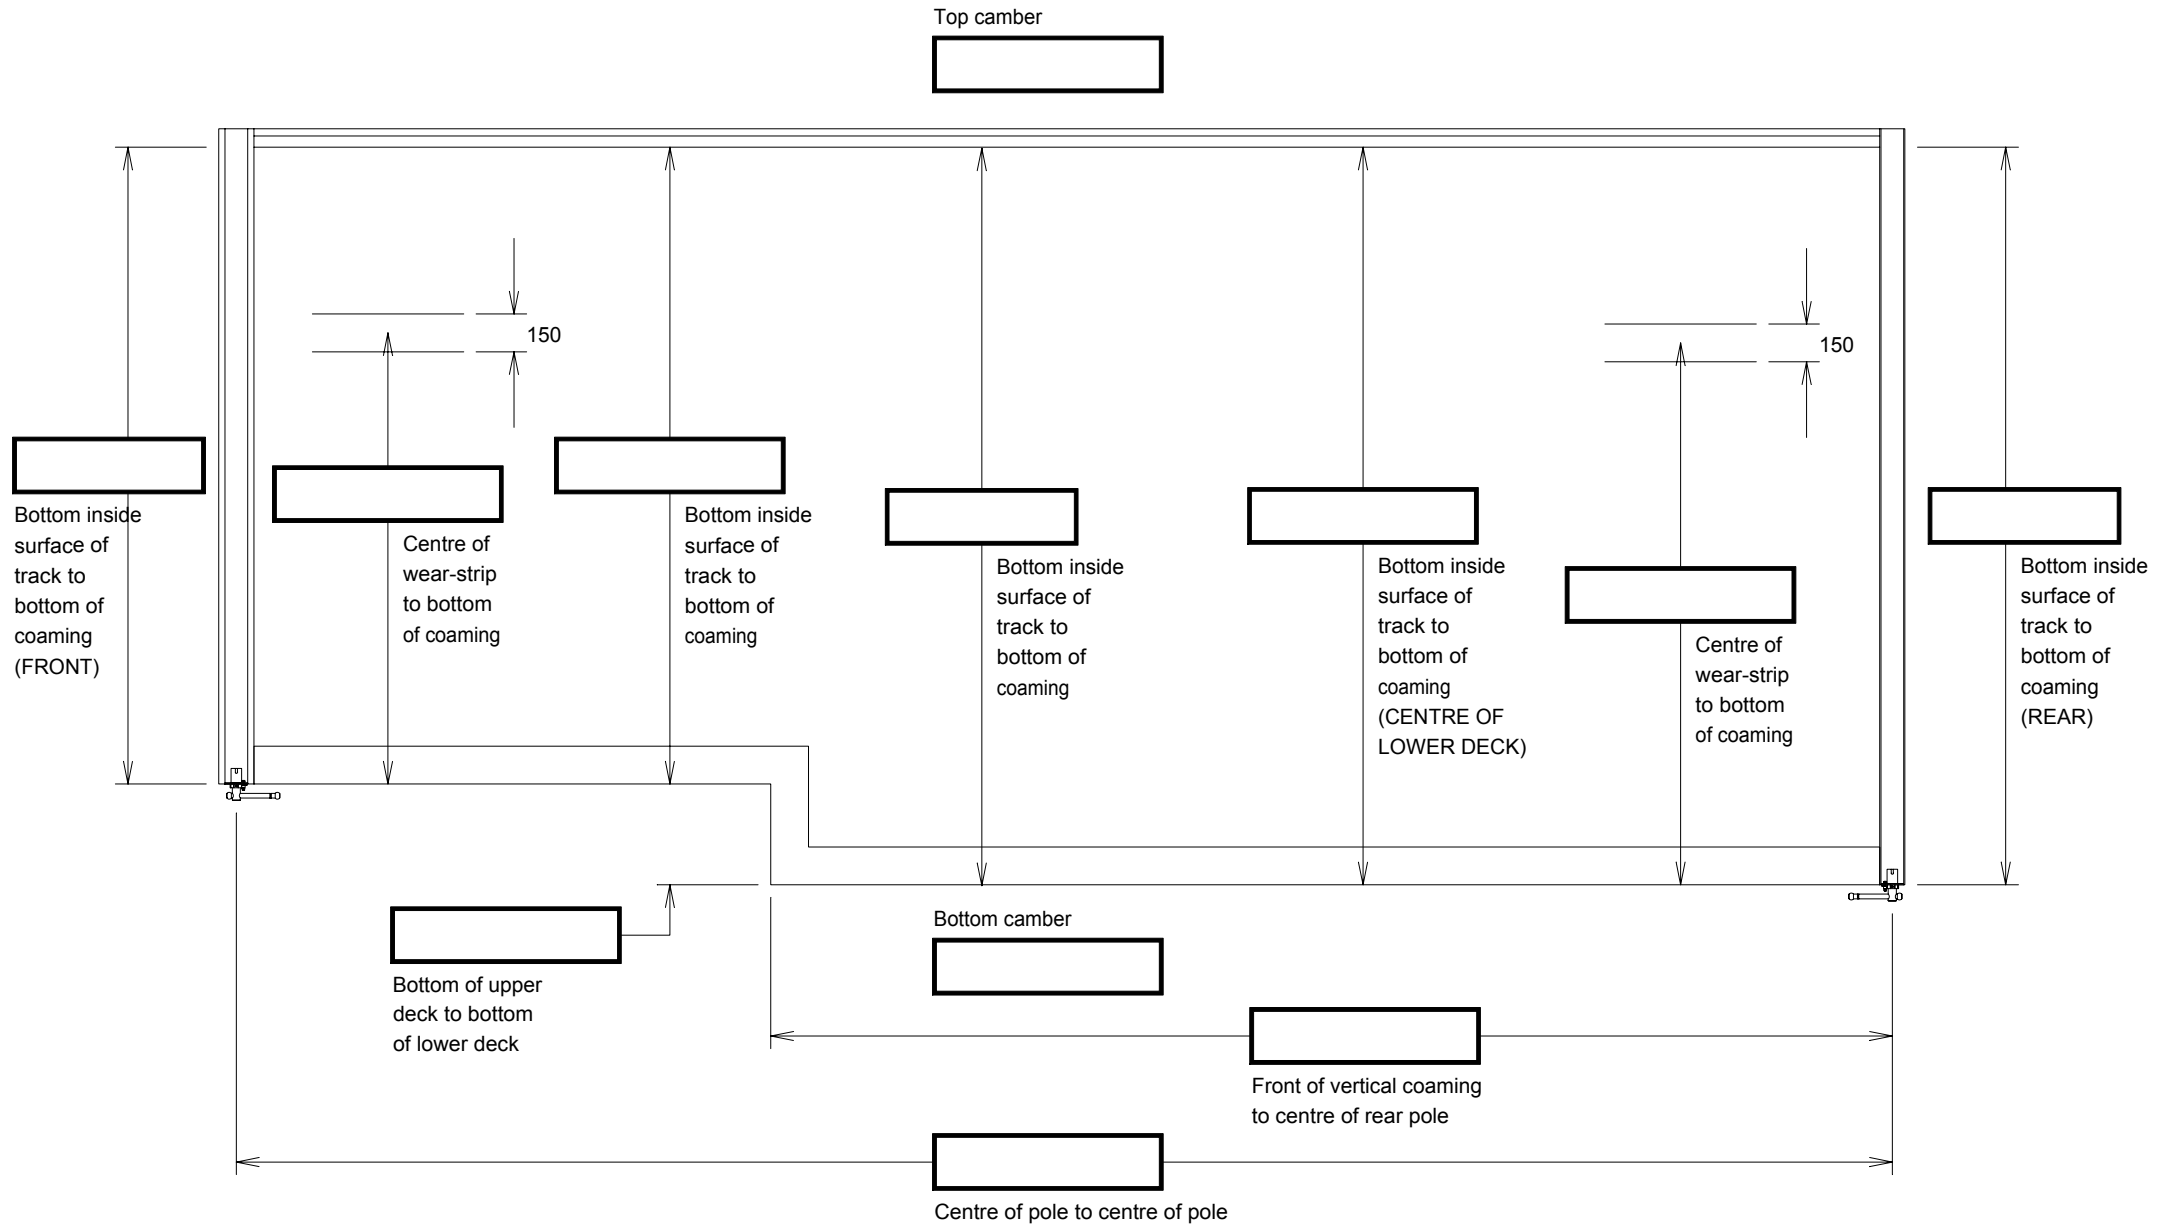 Top camber
150
150
Bottom inside
surface of
track to
bottom of
coaming
(FRONT)
Centre of
wear-strip
to bottom
of coaming
Bottom inside
surface of
track to
bottom of
coaming
Bottom inside
surface of
track to
bottom of
coaming
Bottom inside
surface of
track to
bottom of
coaming
(CENTRE OF
LOWER DECK)
Centre of
wear-strip
to bottom
of coaming
Bottom inside
surface of
track to
bottom of
coaming
(REAR)
Bottom of upper
deck to bottom
of lower deck
Bottom camber
Front of vertical coaming
to centre of rear pole
Centre of pole to centre of pole